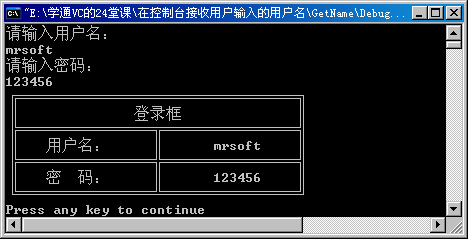 "E:\学通VC的24堂课\在控制台接收用户输入的用户名\GetName\Debug...
请输入用户名：
mrsoft
请输入密码：
123456
登录框
用户名： mrsoft
密 码： 123456
Press any key to continue